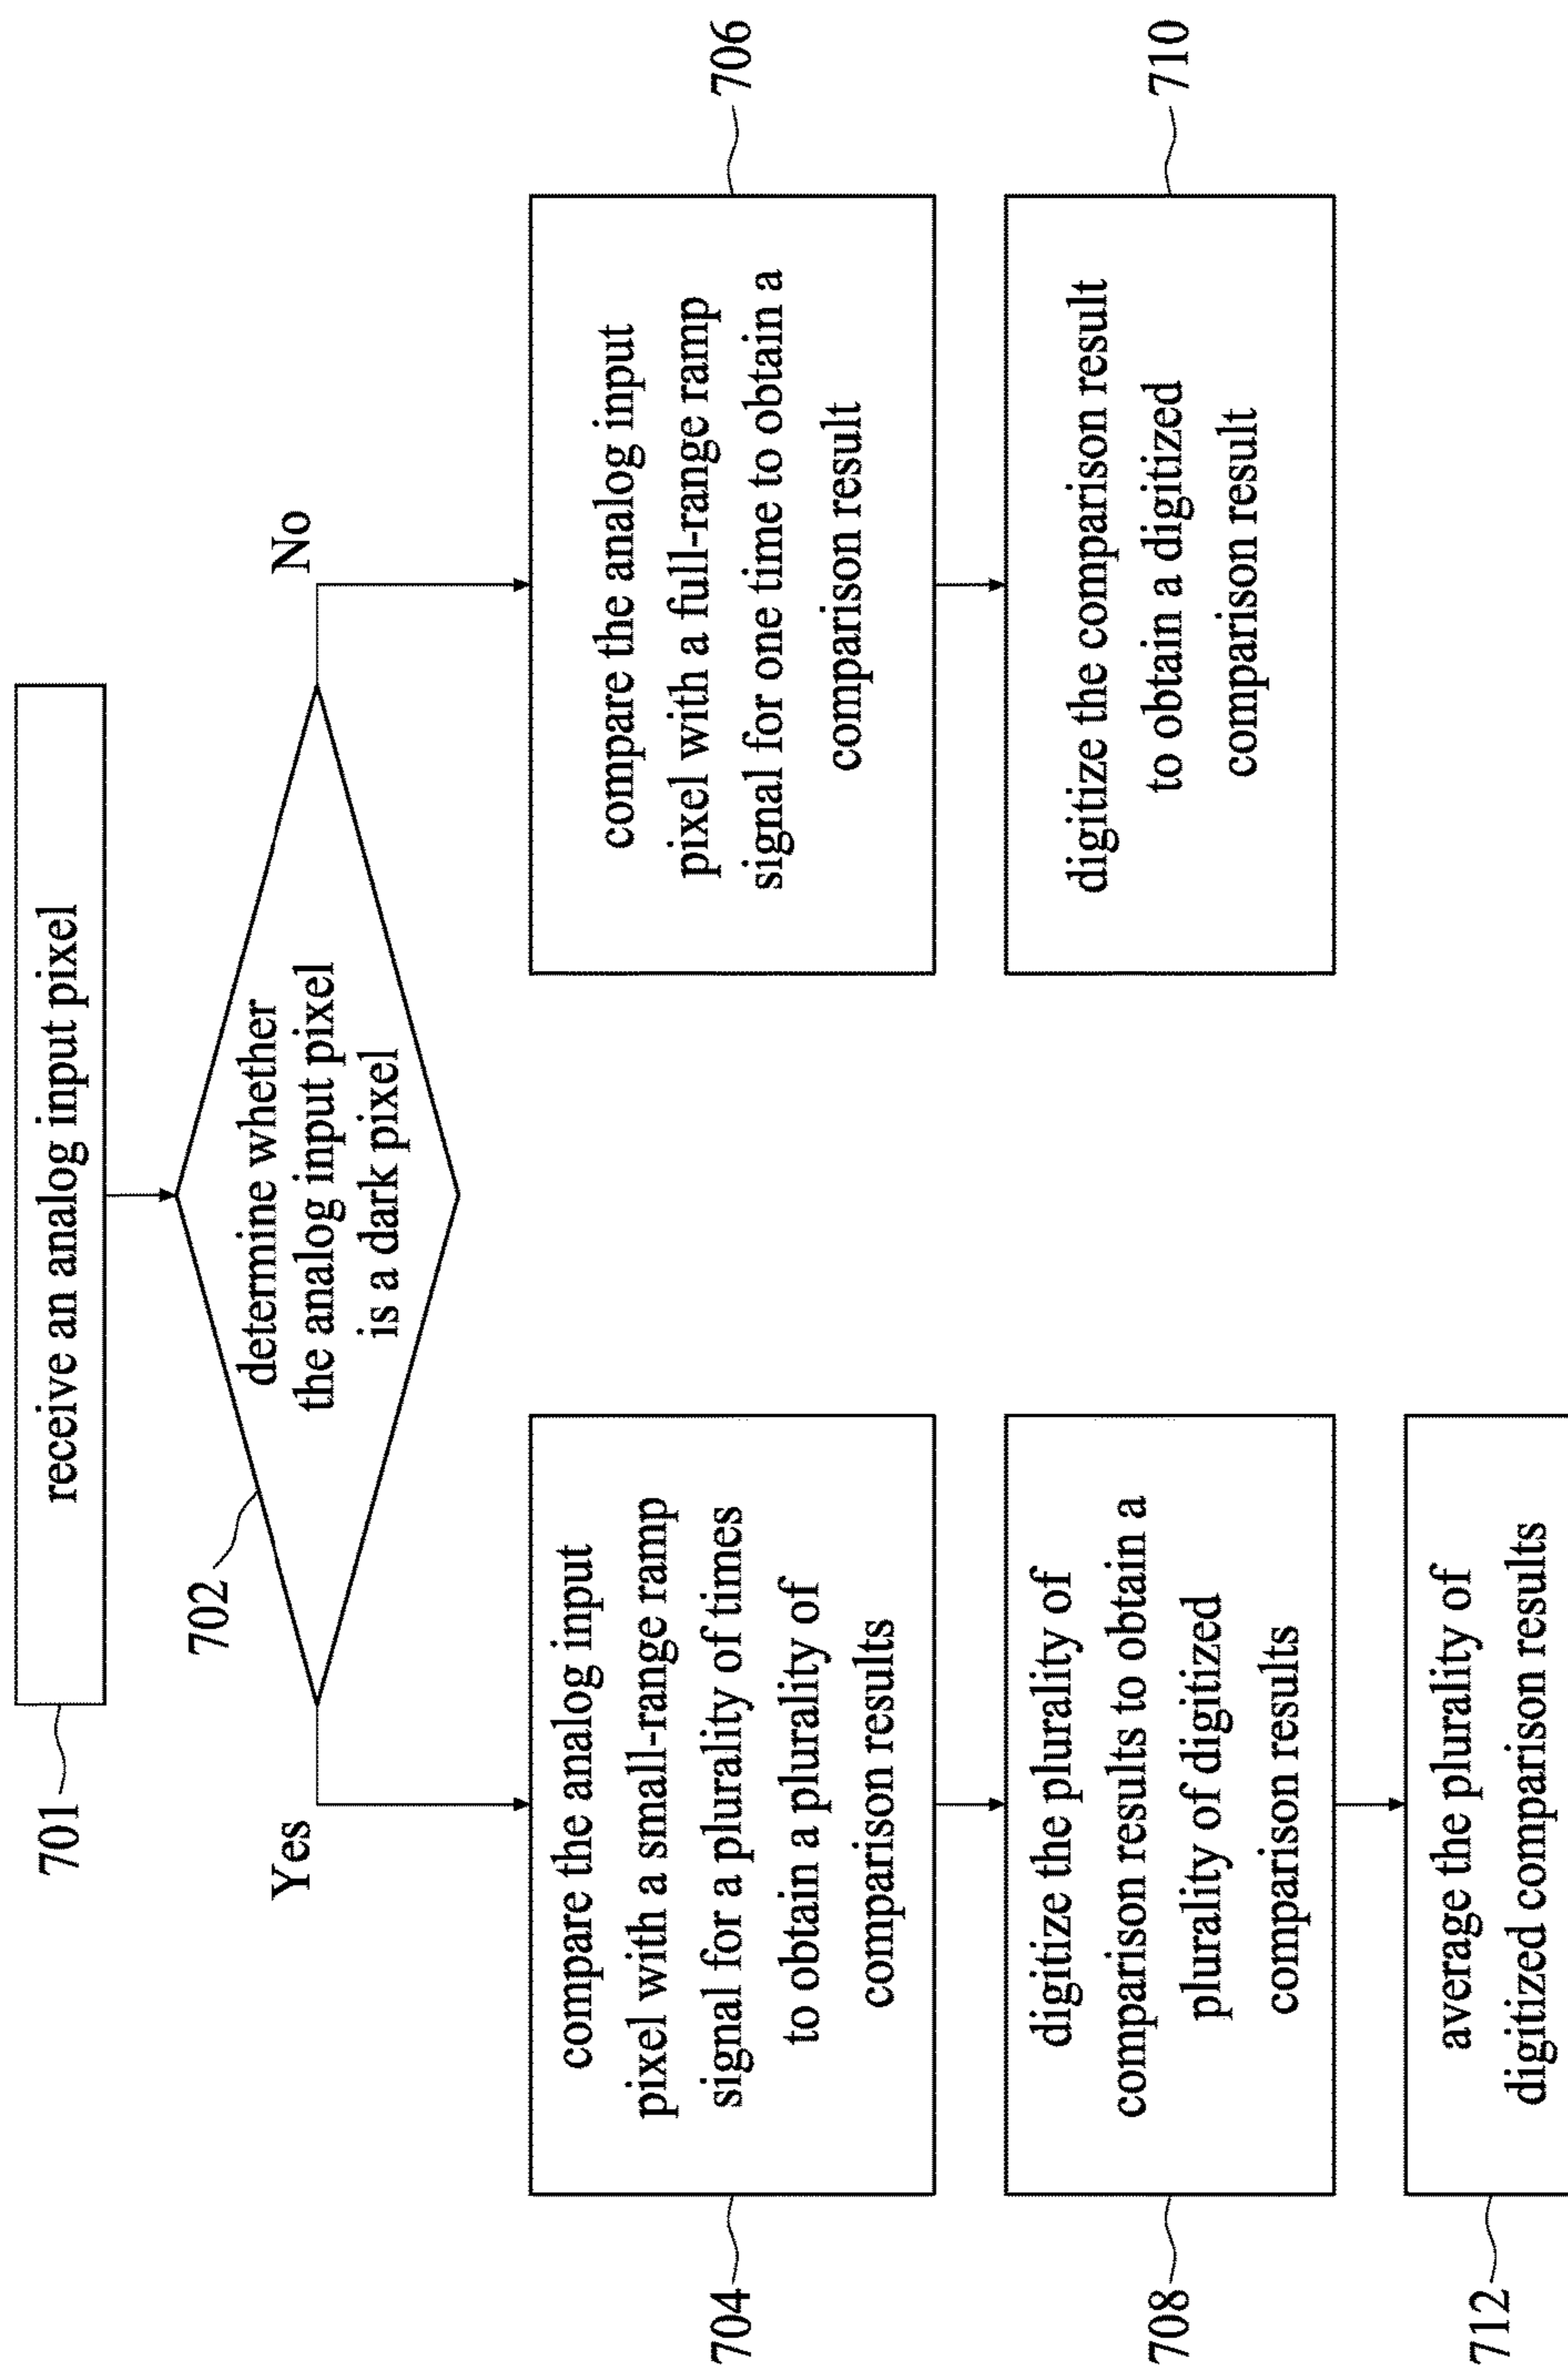 701
receive an analog input pixel
702
determine whether
the analog input pixel
is a dark pixel
Yes
No
704
compare the analog input
pixel with a small-range ramp
signal for a plurality of times
to obtain a plurality of
comparison results
706
compare the analog input
pixel with a full-range ramp
signal for one time to obtain a
comparison result
708
digitize the plurality of
comparison results to obtain a
plurality of digitized
comparison results
710
digitize the comparison result
to obtain a digitized
comparison result
712
average the plurality of
digitized comparison results